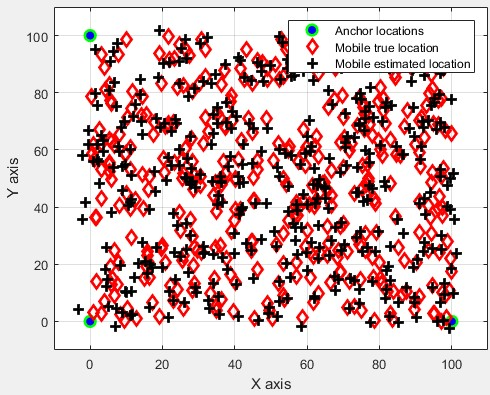 Anchor locations
Mobile true location
Mobile estimated location
100
80
60
40
20
0
Y axis
0 20 40 60 80 100
X axis